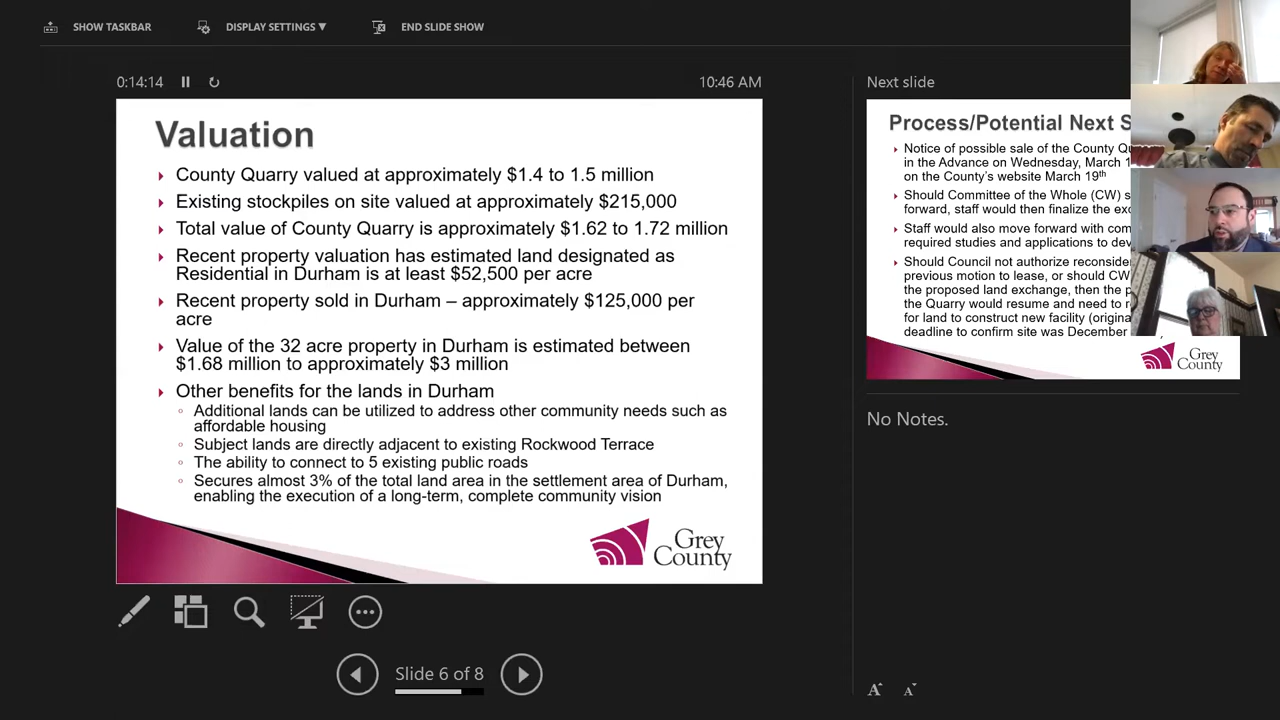 SHOW TASKBAR
DISPLAY SETTINGS ▼
END SLIDE SHOW
0:14:14
10:46 AM
Valuation
County Quarry valued at approximately $1.4 to 1.5 million
Existing stockpiles on site valued at approximately $215,000
Total value of County Quarry is approximately $1.62 to 1.72 million
Recent property valuation has estimated land designated as
Residential in Durham is at least $52,500 per acre
Recent property sold in Durham – approximately $125,000 per
acre
Value of the 32 acre property in Durham is estimated between
$1.68 million to approximately $3 million
Other benefits for the lands in Durham
Additional lands can be utilized to address other community needs such as
affordable housing
Subject lands are directly adjacent to existing Rockwood Terrace
The ability to connect to 5 existing public roads
Secures almost 3% of the total land area in the settlement area of Durham,
enabling the execution of a long-term, complete community vision
Grey
County
Slide 6 of 8
Next slide
Process/Potential Next S
Notice of possible sale of the County Qu
in the Advance on Wednesday, March 1
on the County's website March 19th
Should Committee of the Whole (CW) s
forward, staff would then finalize the exc
Staff would also move forward with com
required studies and applications to dev
Should Council not authorize reconside
previous motion to lease, or should CW
the proposed land exchange, then the p
the Quarry would resume and need to r
for land to construct new facility (origina
deadline to confirm site was December
Grey
County
No Notes.
A A